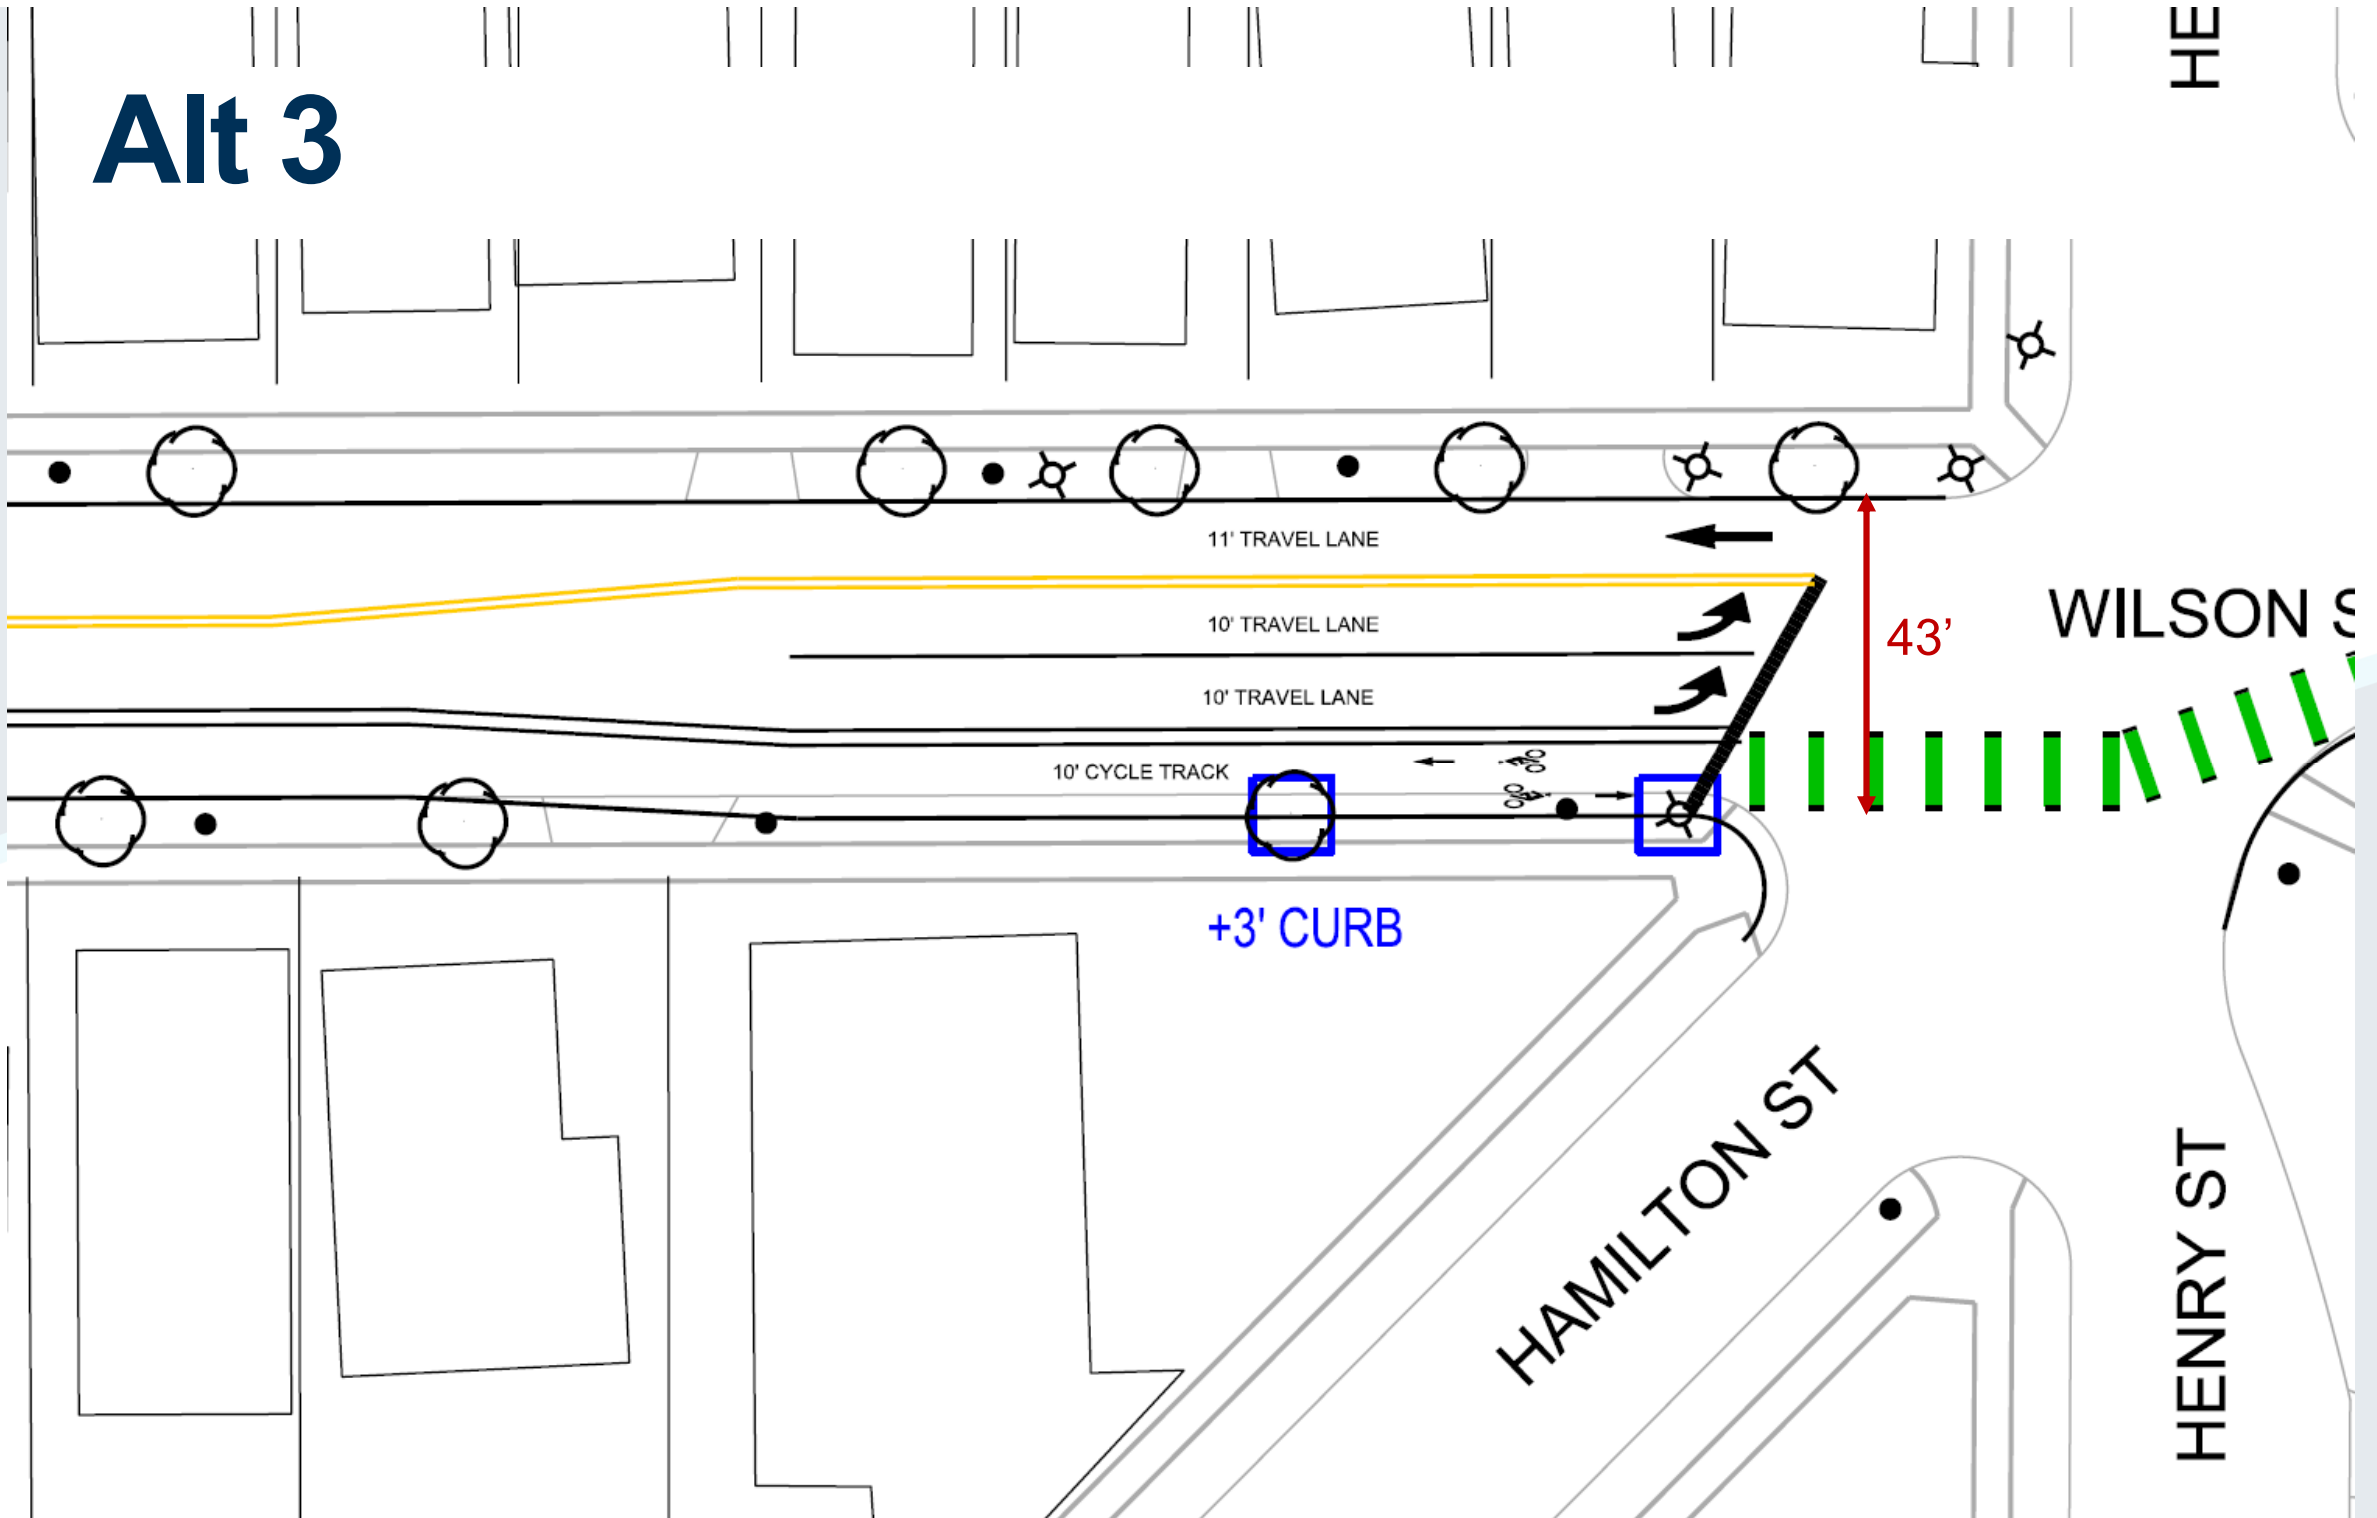 HE
Alt 3
11' TRAVEL LANE
WILSON S
10' TRAVEL LANE
43’
10' TRAVEL LANE
10' CYCLE TRACK
+3' CURB
HAMILTON ST
HENRY ST